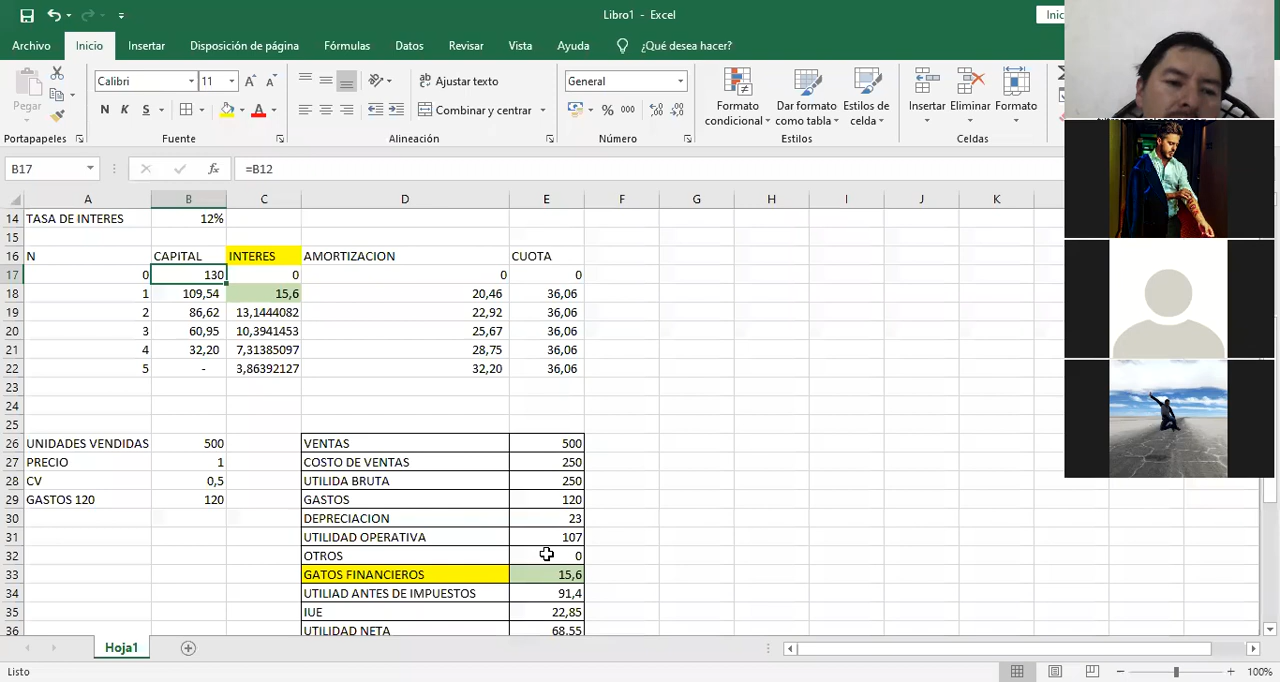 Libro1 - Excel
Inic
Archivo Inicio Insertar Disposición de página Fórmulas Datos Revisar Vista Ayuda ¿Qué desea hacer?
Pegar
Calibri 11
N K S
Ajustar texto
Combinar y centrar
General
% 000
Formato condicional
Dar formato como tabla
Estilos de celda
Insertar Eliminar Formato
Portapapeles Fuente Alineación Número Estilos Celdas
B17 fx =B12
A B C D E F G H I J K
14 TASA DE INTERES 12%
15
16 N CAPITAL INTERES AMORTIZACION CUOTA
17 0 130 0 0 0
18 1 109,54 15,6 20,46 36,06
19 2 86,62 13,1444082 22,92 36,06
20 3 60,95 10,3941453 25,67 36,06
21 4 32,20 7,31385097 28,75 36,06
22 5 - 3,86392127 32,20 36,06
23
24
25
26 UNIDADES VENDIDAS 500 VENTAS 500
27 PRECIO 1 COSTO DE VENTAS 250
28 CV 0,5 UTILIDA BRUTA 250
29 GASTOS 120 120 GASTOS 120
30 DEPRECIACION 23
31 UTILIDAD OPERATIVA 107
32 OTROS 0
33 GATOS FINANCIEROS 15,6
34 UTILIAD ANTES DE IMPUESTOS 91,4
35 IUE 22,85
36 UTILIDAD NETA 68,55
Hoja1
Listo 100%